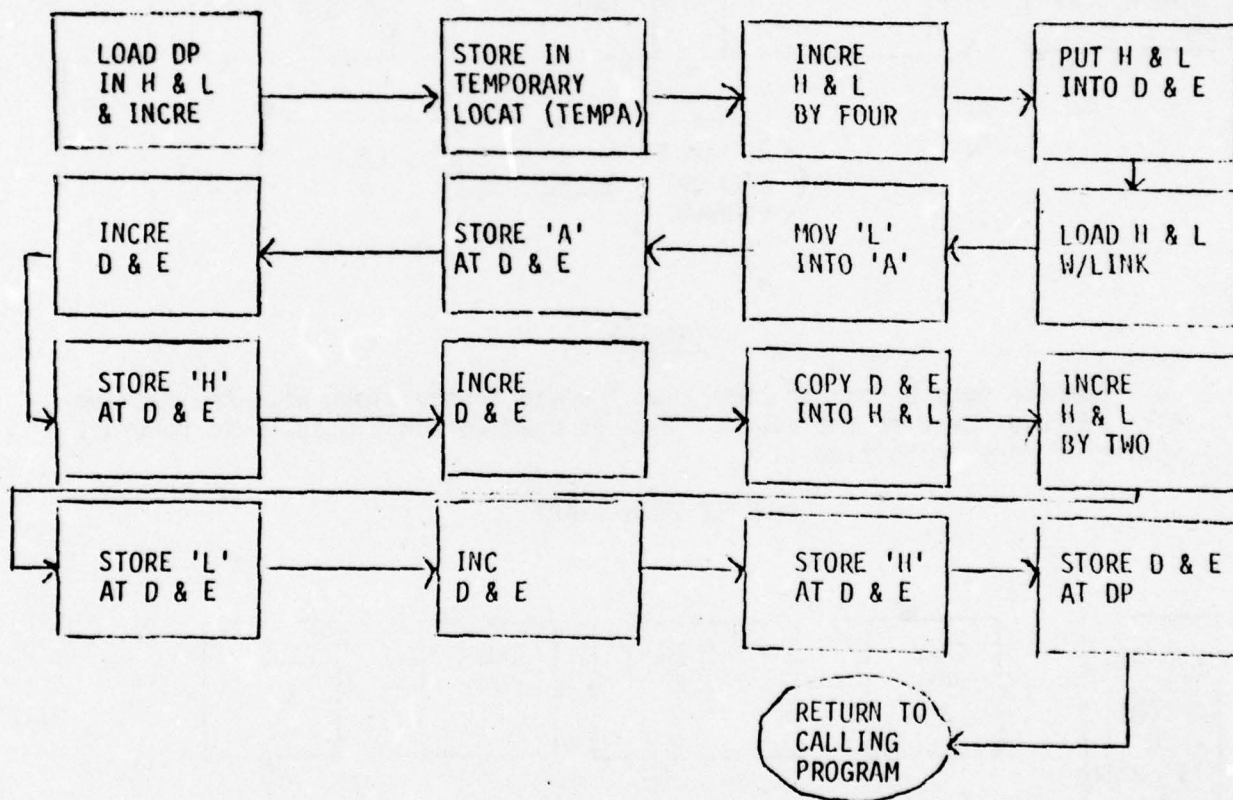 LOAD DP
IN H & L
& INCRE
STORE IN
TEMPORARY
LOCAT (TEMPA)
INCRE
H & L
BY FOUR
PUT H & L
INTO D & E
LOAD H & L
W/LINK
MOV 'L'
INTO 'A'
STORE 'A'
AT D & E
INCRE
D & E
STORE 'H'
AT D & E
INCRE
D & E
COPY D & E
INTO H & L
INCRE
H & L
BY TWO
STORE 'L'
AT D & E
INC
D & E
STORE 'H'
AT D & E
STORE D & E
AT DP
RETURN TO
CALLING
PROGRAM